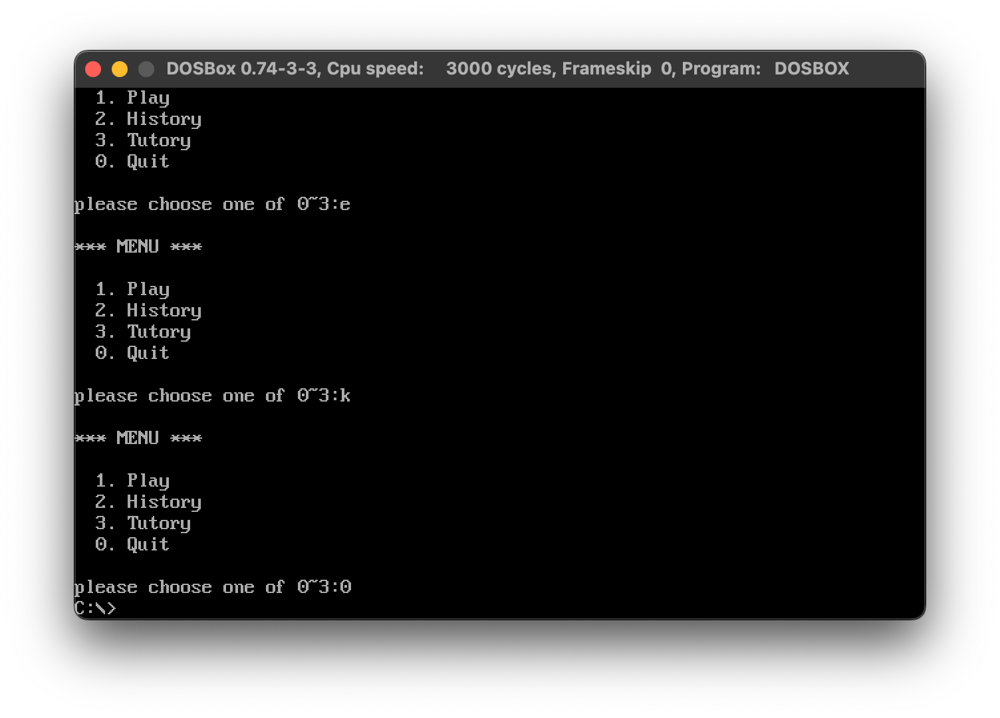 DOSBox 0.74-3-3, Cpu speed: 3000 cycles, Frameskip 0, Program: DOSBOX
1. Play
2. History
3. Tutory
0. Quit
please choose one of 0~3:e
*** MENU ***
1. Play
2. History
3. Tutory
0. Quit
please choose one of 0~3:k
*** MENU ***
1. Play
2. History
3. Tutory
0. Quit
please choose one of 0~3:0
C:\>